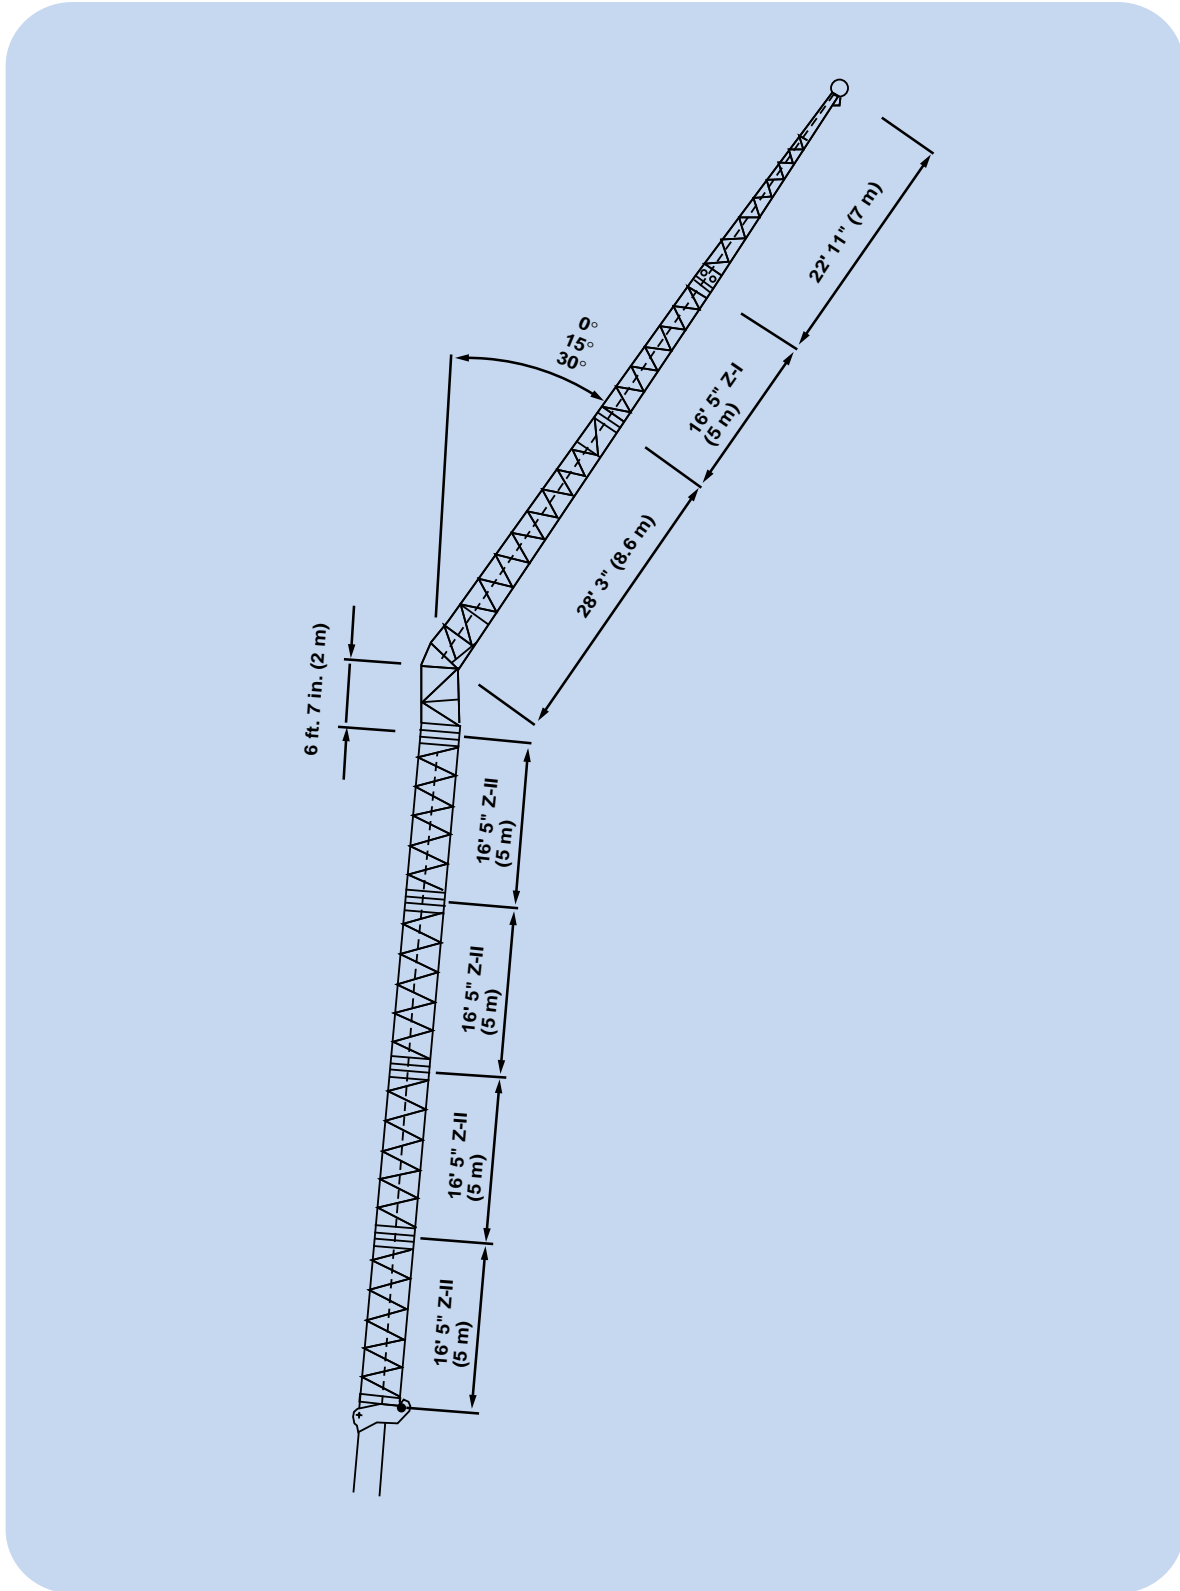 22' 11" (7 m)
0°
15°
30°
16' 5" Z-I
(5 m)
28' 3" (8.6 m)
6 ft. 7 in. (2 m)
16' 5" Z-II
(5 m)
16' 5" Z-II
(5 m)
16' 5" Z-II
(5 m)
16' 5" Z-II
(5 m)